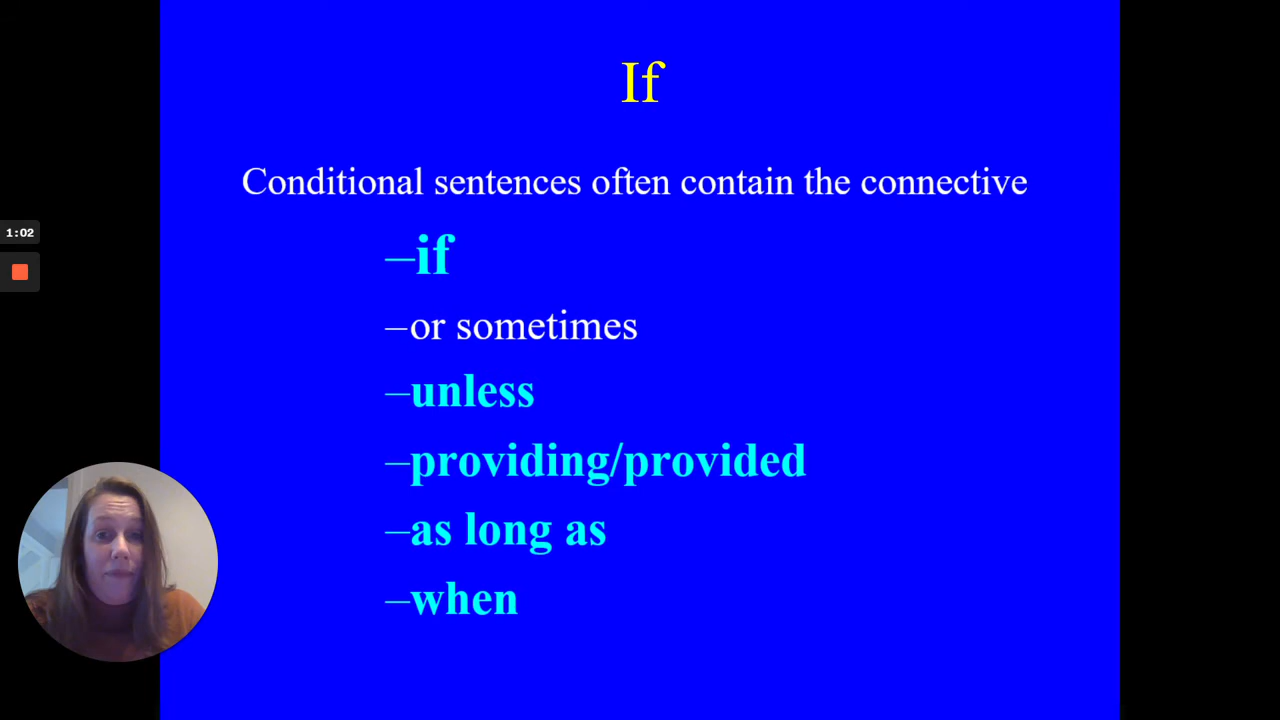 If
Conditional sentences often contain the connective
–if
–or sometimes
–unless
–providing/provided
–as long as
–when
1:02